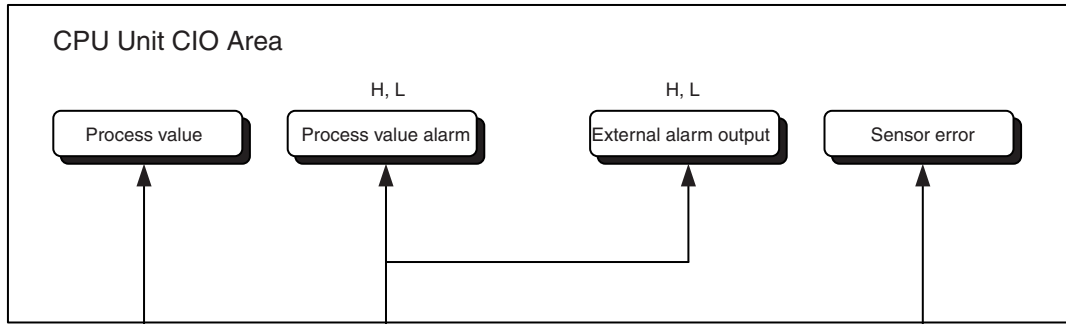 CPU Unit CIO Area
H, L
H, L
Process value
Process value alarm
External alarm output
Sensor error